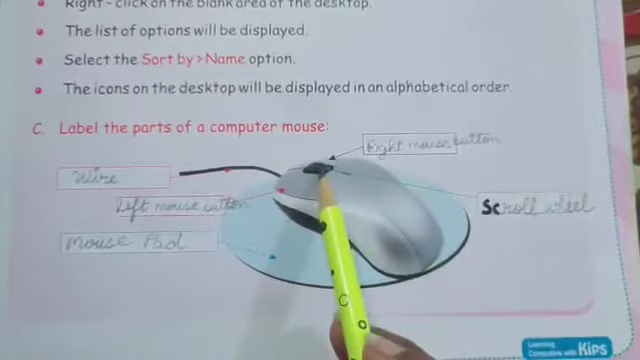 Right - click on the blank area of the desktop.
The list of options will be displayed.
Select the Sort by > Name option.
The icons on the desktop will be displayed in an alphabetical order.
C. Label the parts of a computer mouse:
Right mouse button
Wire
Left mouse button
Scroll wheel
Mouse Pad
Learning
Computers with Kips